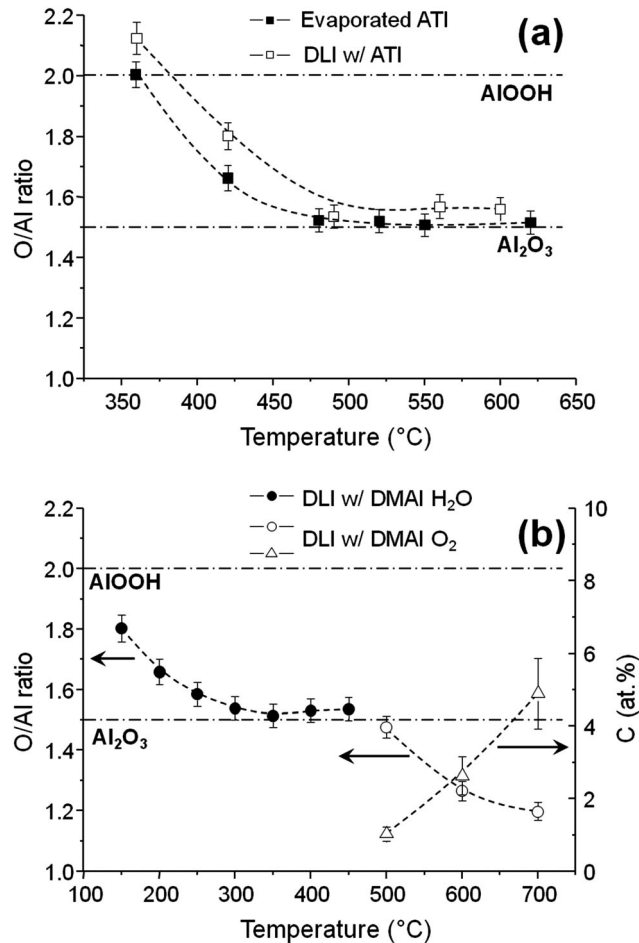 Evaporated ATI
DLI w/ ATI
(a)
2.2
2.0
1.8
1.6
1.4
1.2
1.0
AlOOH
Al₂O₃
O/Al ratio
350 400 450 500 550 600 650
Temperature (°C)
DLI w/ DMAI H₂O
DLI w/ DMAI O₂
(b)
2.2
2.0
1.8
1.6
1.4
1.2
1.0
AlOOH
Al₂O₃
O/Al ratio
10
8
6
4
2
0
C (at.%)
100 200 300 400 500 600 700
Temperature (°C)